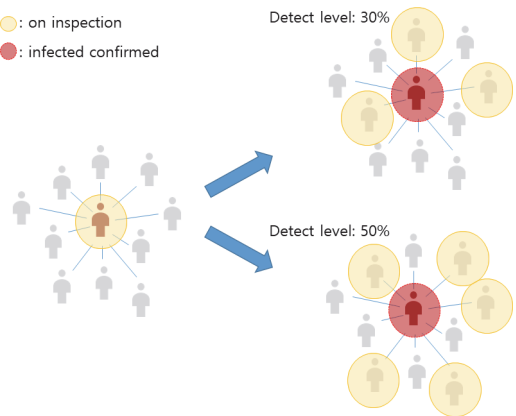 : on inspection
: infected confirmed
Detect level: 30%
Detect level: 50%